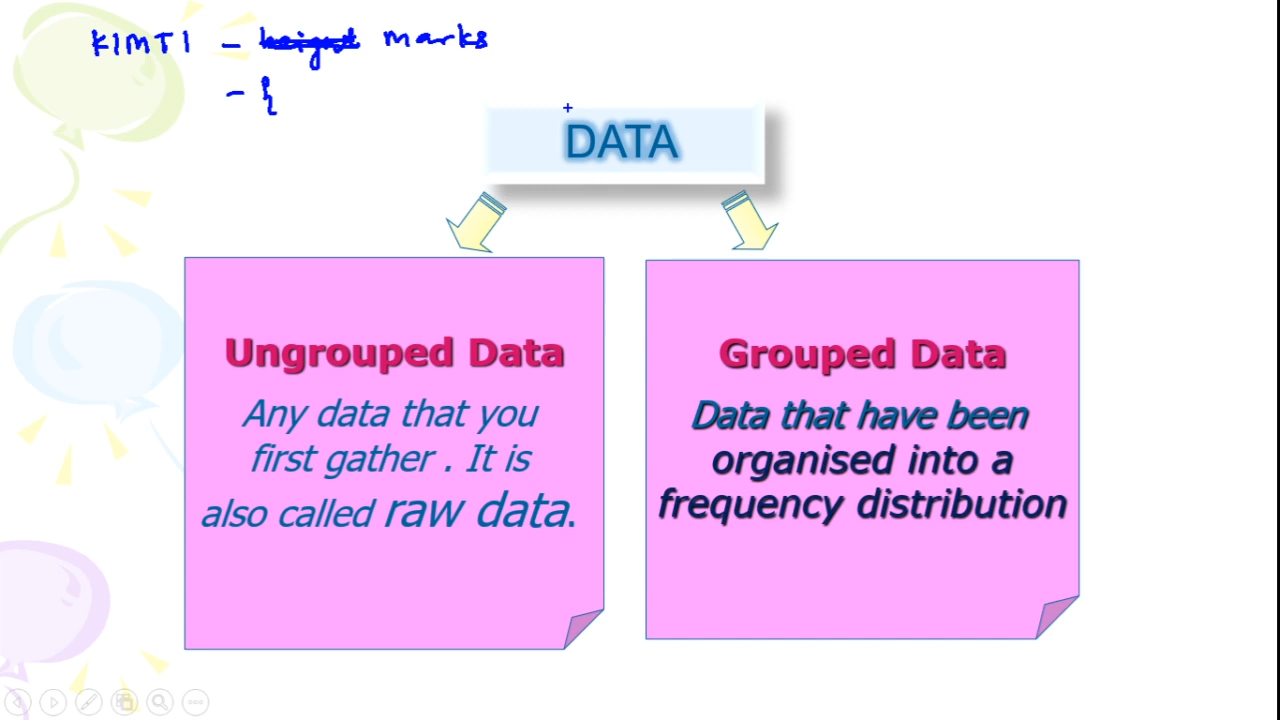 KIMTI - height marks
- {
DATA
Ungrouped Data
Any data that you
first gather . It is
also called raw data.
Grouped Data
Data that have been
organised into a
frequency distribution